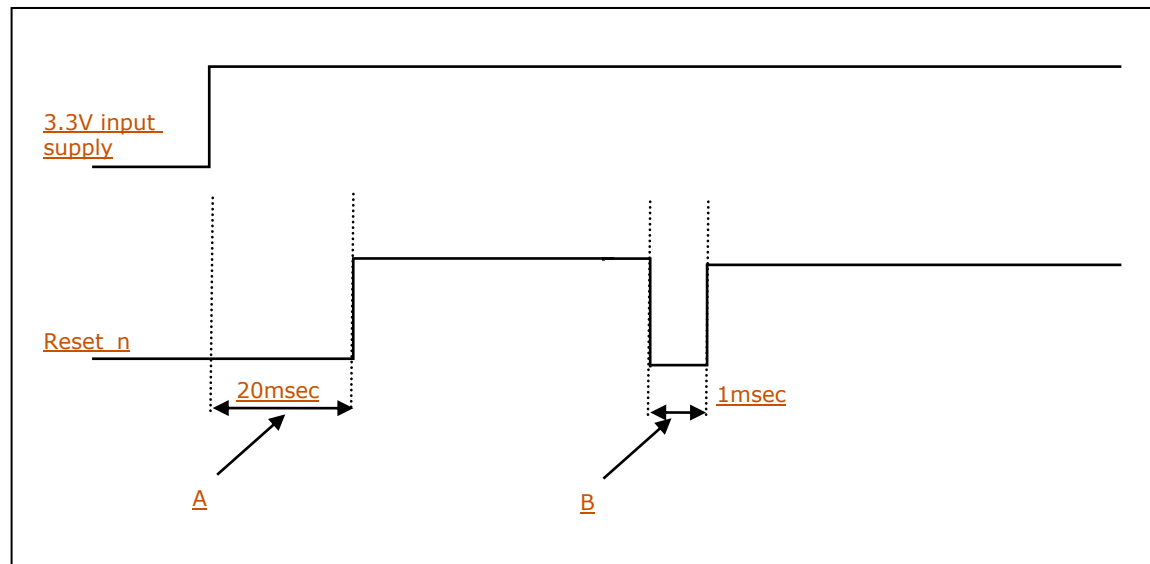 3.3V input
supply
Reset_n
20msec
1msec
A
B